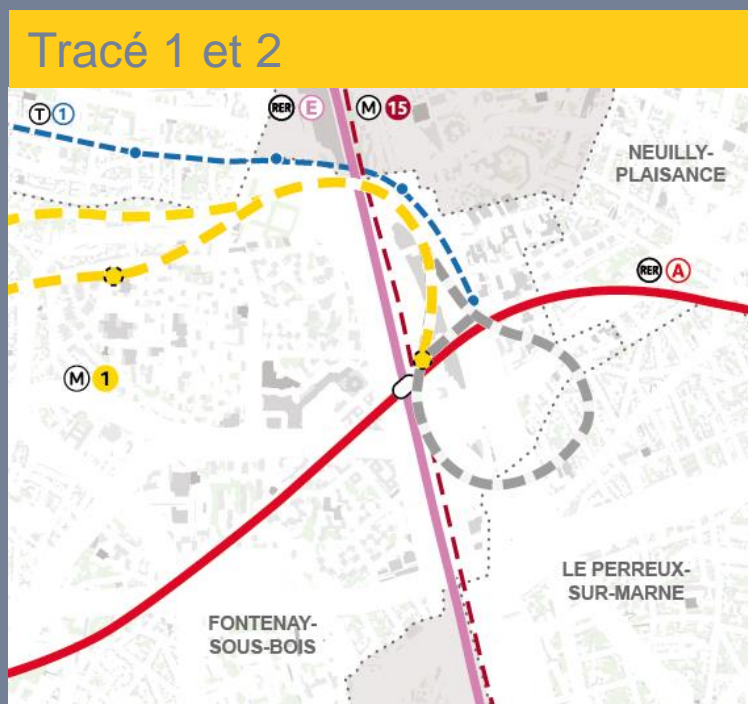 Tracé 1 et 2
T 1
RER E
M 15
NEUILLY-
PLAISANCE
RER A
M 1
LE PERREUX-
SUR-MARNE
FONTENAY-
SOUS-BOIS